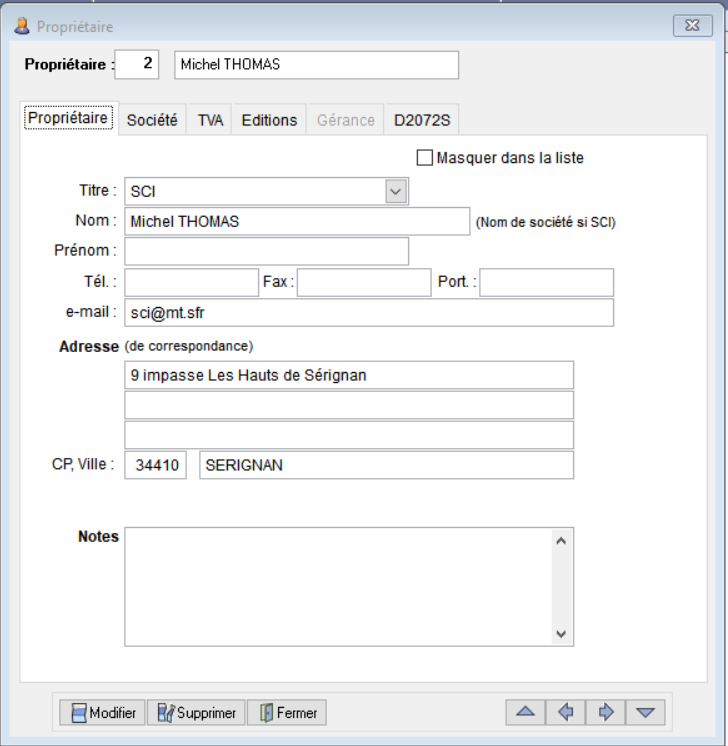 Propriétaire
Propriétaire : 2 Michel THOMAS
Propriétaire Société TVA Editions Gérance D2072S
Masquer dans la liste
Titre : SCI
Nom : Michel THOMAS (Nom de société si SCI)
Prénom :
Tél. : Fax : Port. :
e-mail : sci@mt.sfr
Adresse (de correspondance)
9 impasse Les Hauts de Sérignan
CP, Ville : 34410 SERIGNAN
Notes
Modifier Supprimer Fermer